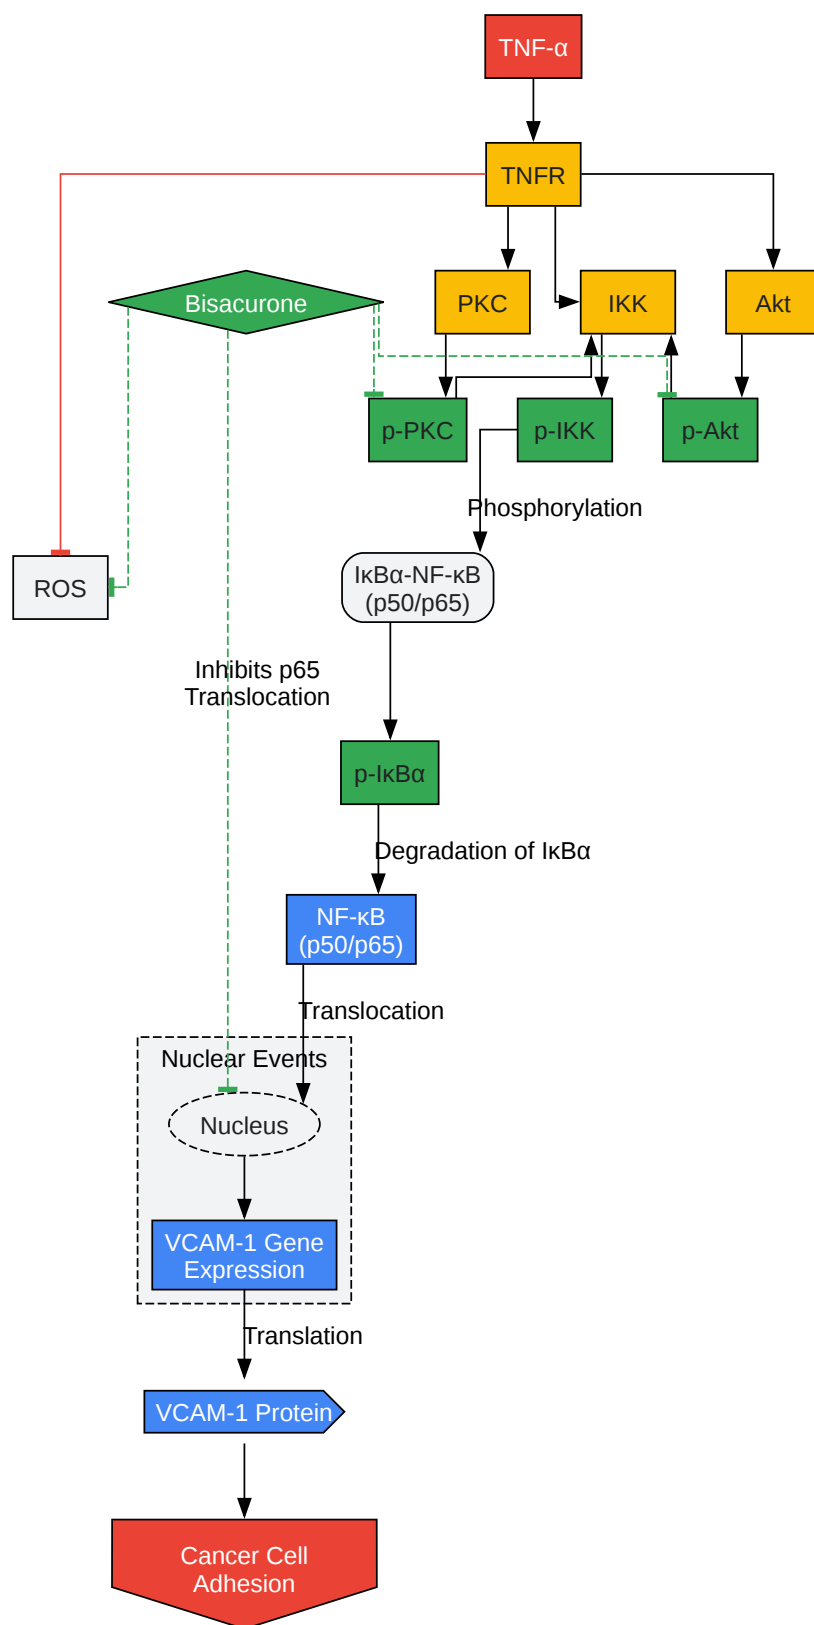 TNF-α
TNFR
Bisacurone
PKC
IKK
Akt
p-PKC
p-IKK
p-Akt
Phosphorylation
ROS
IκBα-NF-κB
(p50/p65)
Inhibits p65
Translocation
p-IκBα
Degradation of IκBα
NF-κB
(p50/p65)
Translocation
Nuclear Events
Nucleus
VCAM-1 Gene
Expression
Translation
VCAM-1 Protein
Cancer Cell
Adhesion